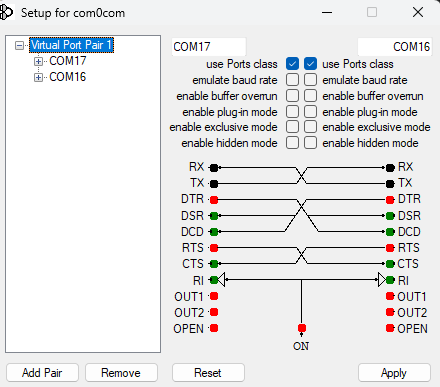 Setup for com0com
Virtual Port Pair 1
COM17
COM16
COM17 COM16
use Ports class use Ports class
emulate baud rate emulate baud rate
enable buffer overrun enable buffer overrun
enable plug-in mode enable plug-in mode
enable exclusive mode enable exclusive mode
enable hidden mode enable hidden mode
RX RX
TX TX
DTR DTR
DSR DSR
DCD DCD
RTS RTS
CTS CTS
RI RI
OUT1 OUT1
OUT2 OUT2
OPEN OPEN
ON
Add Pair Remove Reset Apply